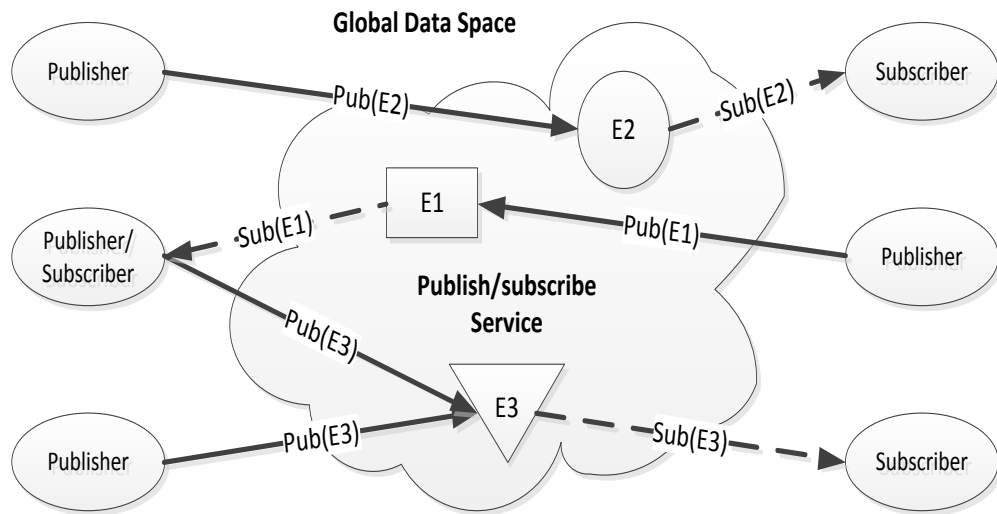 Global Data Space
Publisher
Pub(E2)
E2
Sub(E2)
Subscriber
Publisher/
Subscriber
Sub(E1)
E1
Pub(E1)
Publisher
Publish/subscribe
Service
Pub(E3)
Publisher
Pub(E3)
E3
Sub(E3)
Subscriber